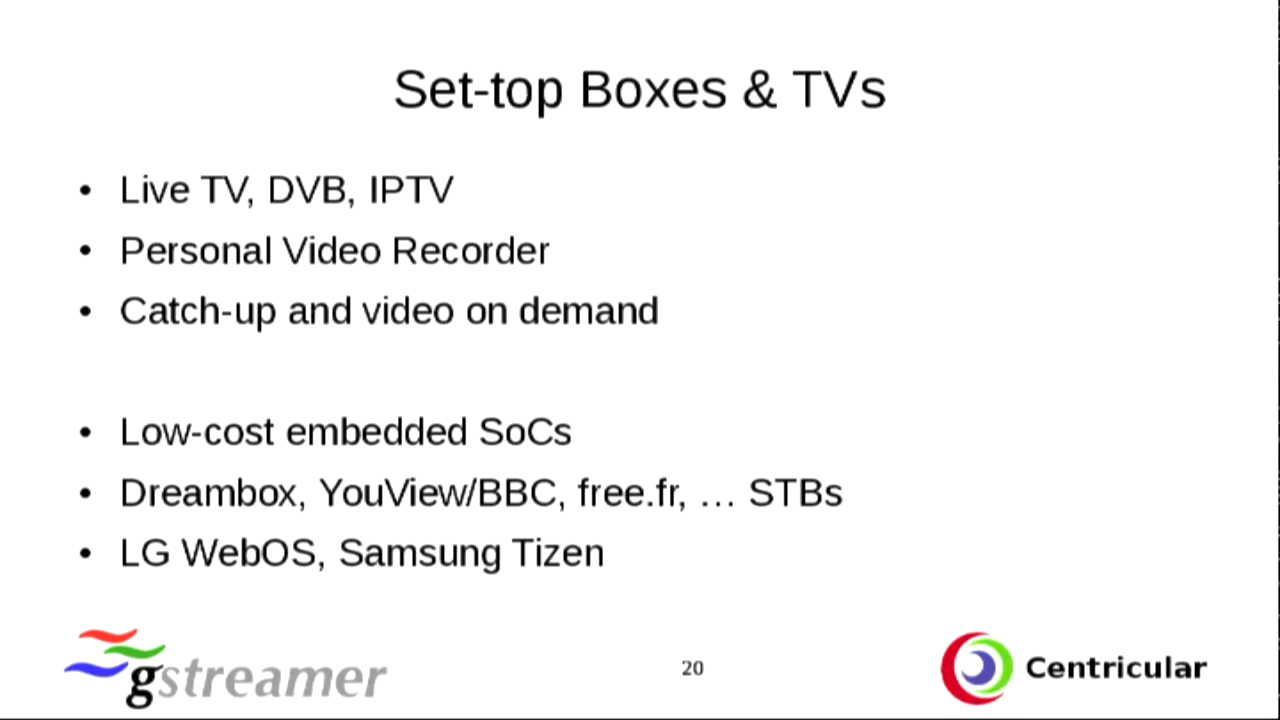 Set-top Boxes & TVs
• Live TV, DVB, IPTV
• Personal Video Recorder
• Catch-up and video on demand
• Low-cost embedded SoCs
• Dreambox, YouView/BBC, free.fr, … STBs
• LG WebOS, Samsung Tizen
gstreamer
20
Centricular